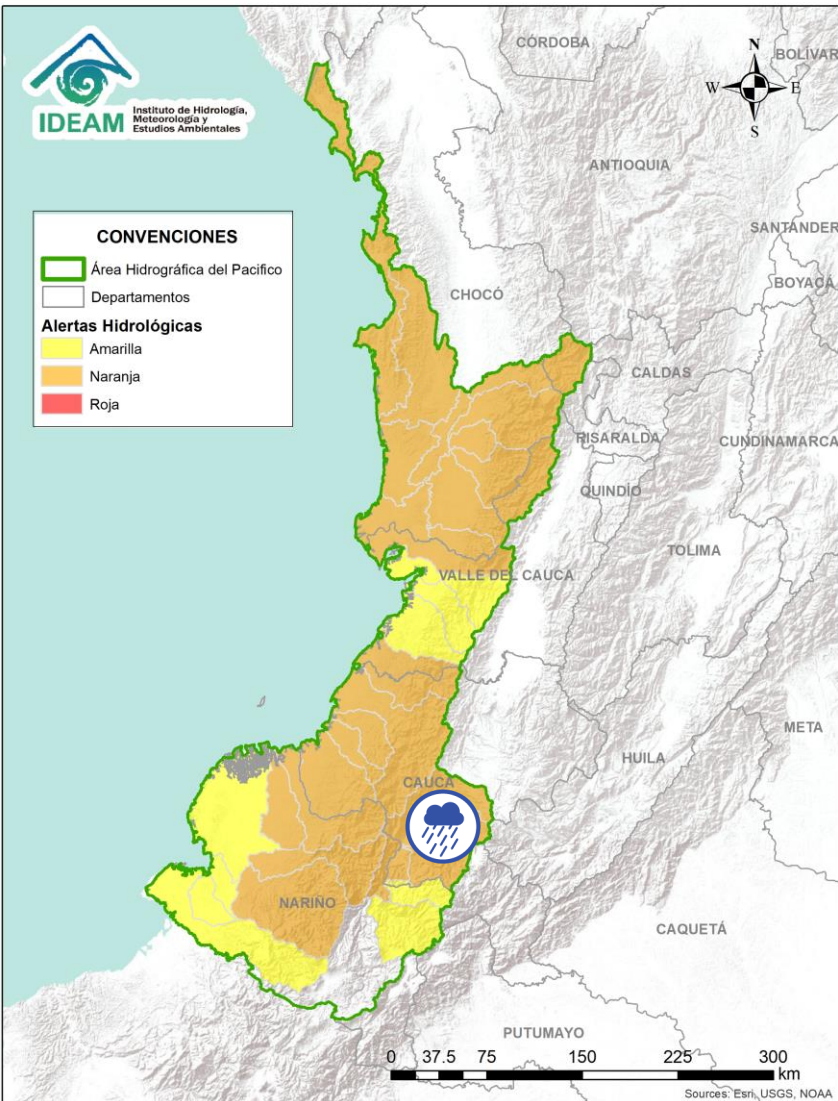 IDEAM
Instituto de Hidrología,
Meteorología y
Estudios Ambientales
N
W
E
S
CONVENCIONES
Área Hidrográfica del Pacifico
Departamentos
Alertas Hidrológicas
Amarilla
Naranja
Roja
CÓRDOBA
BOLÍVAR
ANTIOQUIA
SANTANDER
BOYACÁ
CHOCÓ
CALDAS
RISARALDA
CUNDINAMARCA
QUINDÍO
TOLIMA
VALLE DEL CAUCA
META
HUILA
CAUCA
NARIÑO
CAQUETÁ
PUTUMAYO
0 37.5 75 150 225 300
km
Sources: Esri, USGS, NOAA